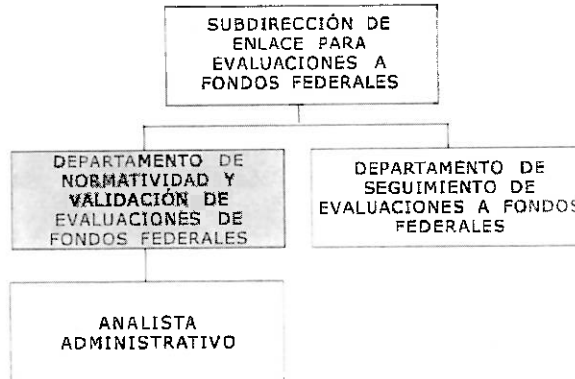 SUBDIRECCIÓN DE
ENLACE PARA
EVALUACIONES A
FONDOS FEDERALES
DEPARTAMENTO DE
NORMATIVIDAD Y
VALIDACIÓN DE
EVALUACIONES DE
FONDOS FEDERALES
DEPARTAMENTO DE
SEGUIMIENTO DE
EVALUACIONES A FONDOS
FEDERALES
ANALISTA
ADMINISTRATIVO